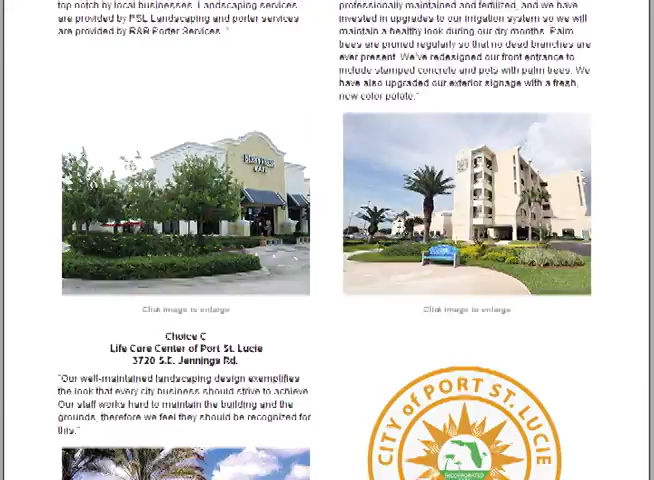 top notch by local businesses. Landscaping services
are provided by PSL Landscaping and porter services
are provided by R&R Porter Services. "
professionally maintained and fertilized, and we have
invested in upgrades to our irrigation system so we will
maintain a healthy look during our dry months. Palm
trees are pruned regularly so that no dead branches are
ever present. We've redesigned our front entrance to
include stamped concrete and pots with palm trees. We
have also upgraded our exterior signage with a fresh,
new color palate."
Click image to enlarge
Click image to enlarge
Choice C
Life Care Center of Port St. Lucie
3720 S.E. Jennings Rd.
"Our well-maintained landscaping design exemplifies
the look that every city business should strive to achieve.
Our staff works hard to maintain the building and the
grounds, therefore we feel they should be recognized for
this."
CITY of PORT ST. LUCIE
INCORPORATED